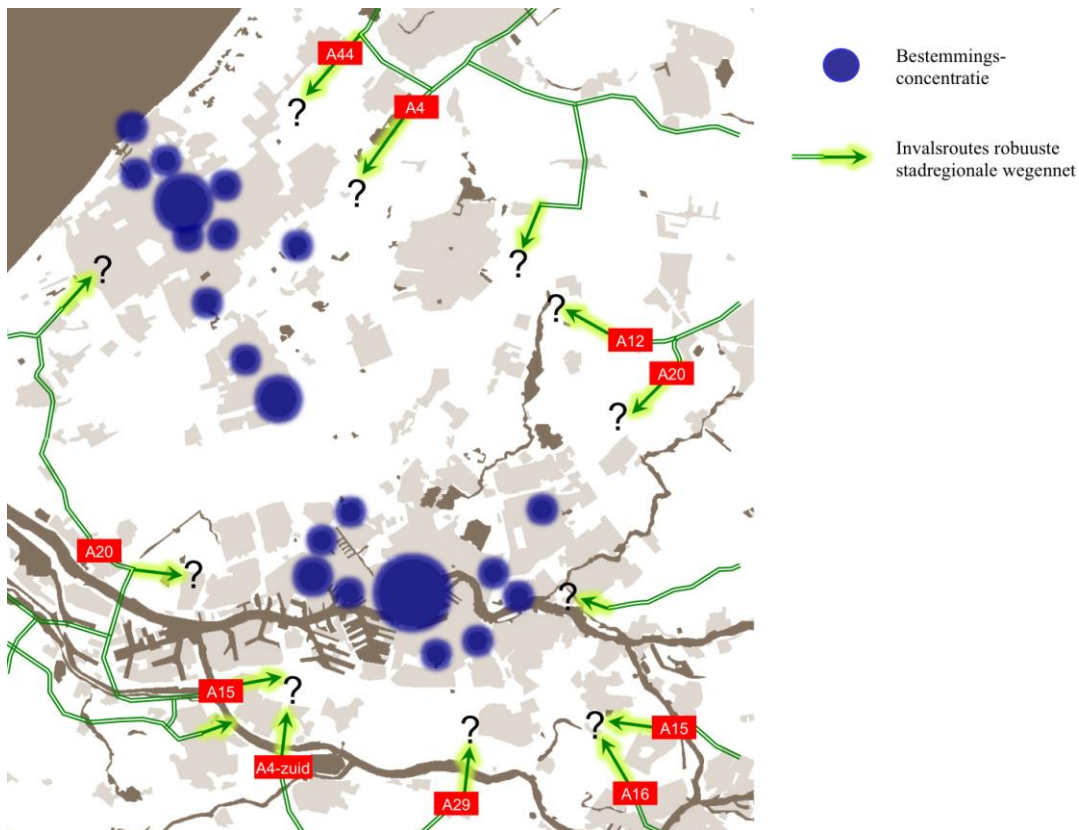 A44
?
A4
?
?
?
?
A12
A20
?
A20
?
?
A15
?
A4-zuid
?
A29
?
A15
A16
Bestemmings-
concentratie
Invalsroutes robuuste
stadregionale wegennet